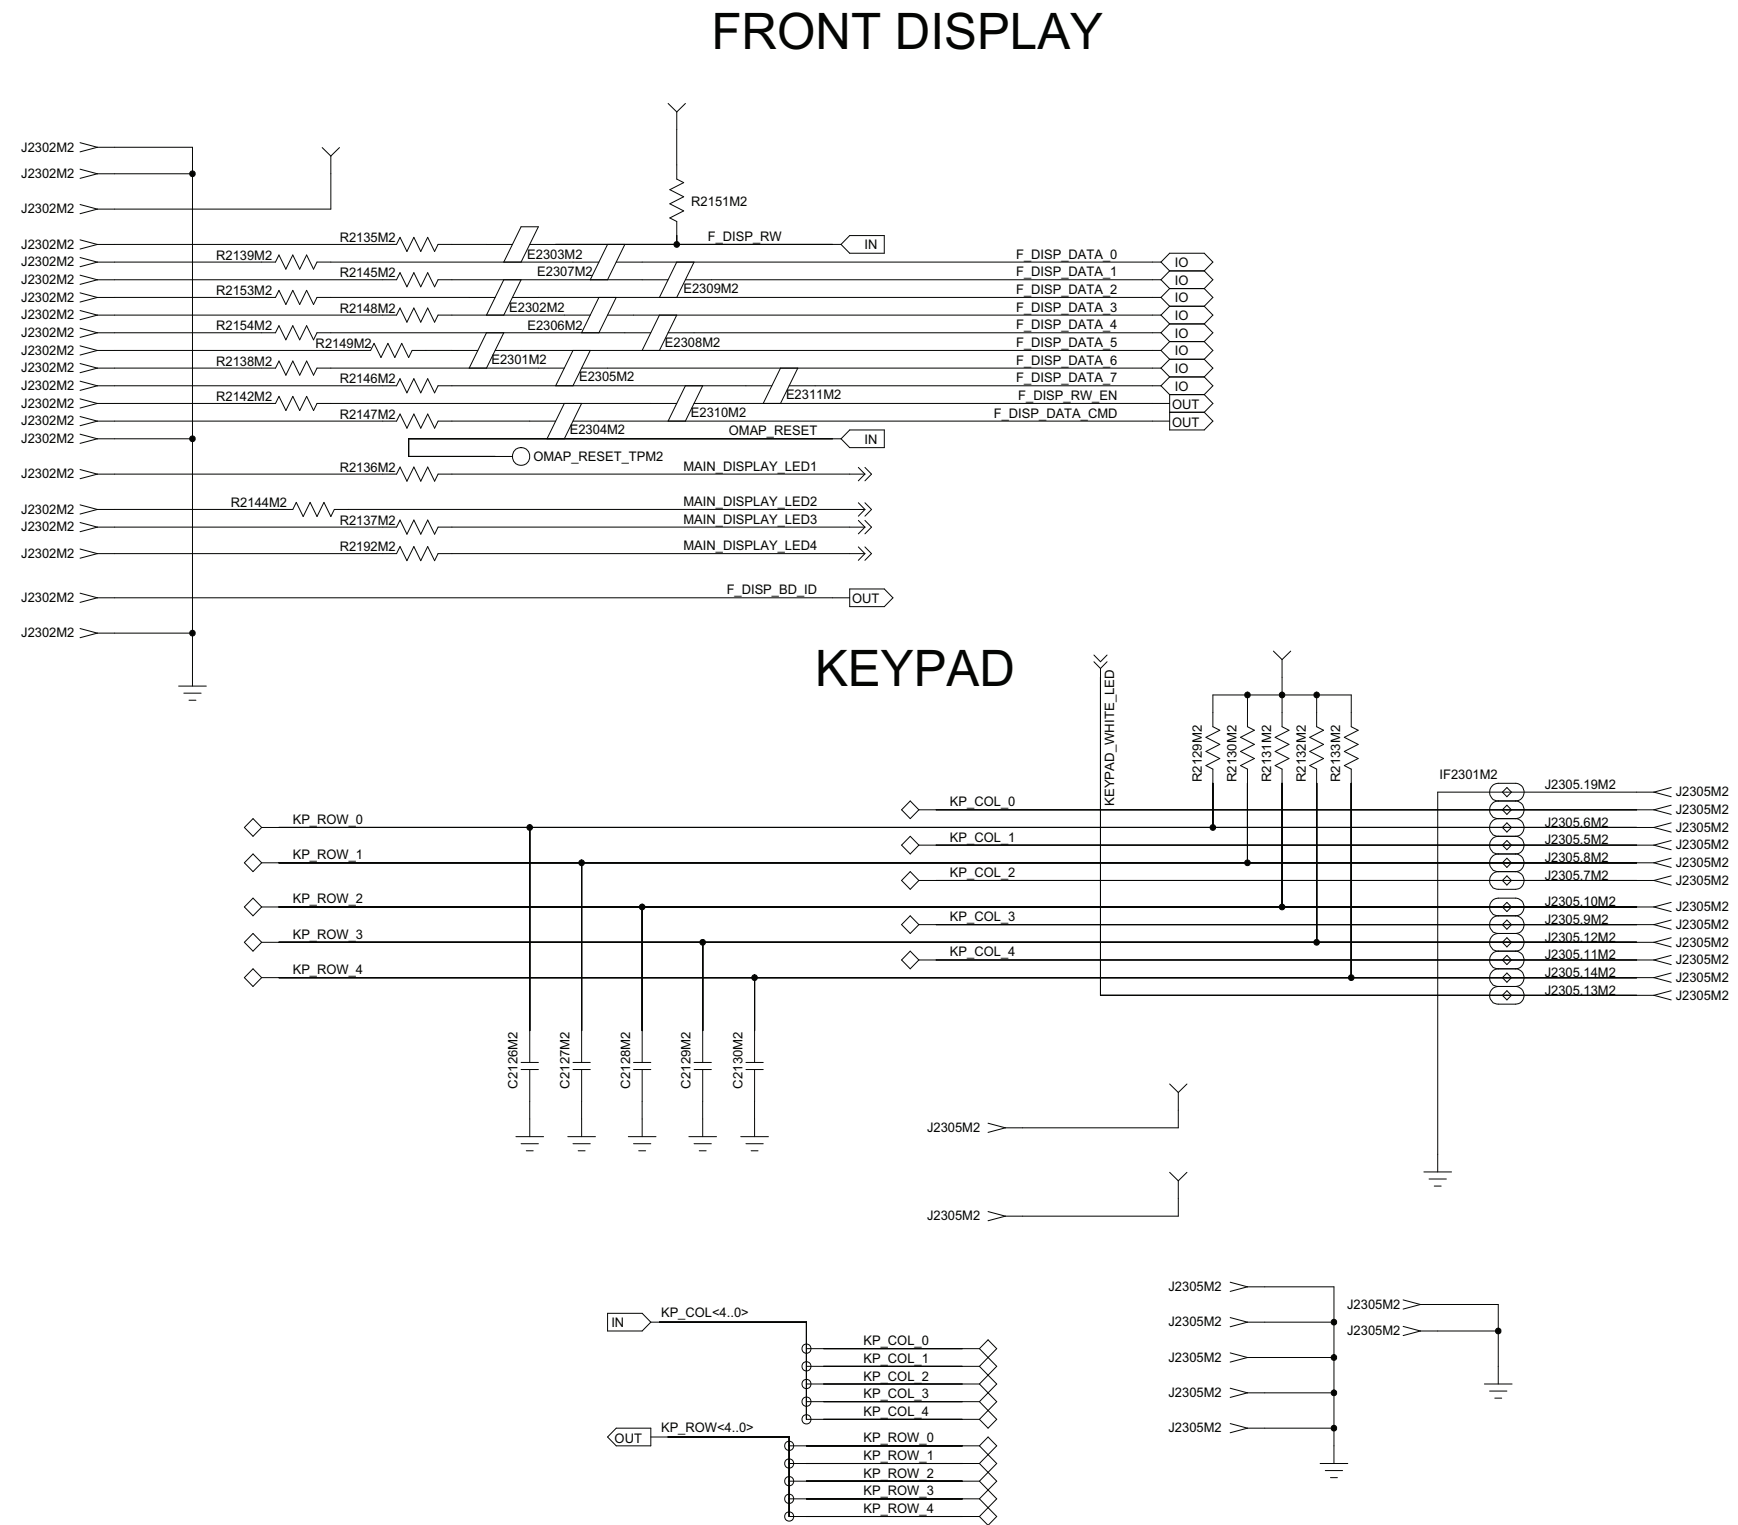 FRONT DISPLAY
J2302M2
J2302M2
R2151M2
J2302M2
J2302M2 R2135M2 F_DISP_RW IN
J2302M2 R2139M2 E2303M2 F_DISP_DATA_0 IO
J2302M2 R2145M2 E2307M2 F_DISP_DATA_1 IO
J2302M2 R2153M2 E2309M2 F_DISP_DATA_2 IO
J2302M2 R2148M2 E2302M2 F_DISP_DATA_3 IO
J2302M2 R2154M2 E2306M2 F_DISP_DATA_4 IO
J2302M2 R2149M2 E2308M2 F_DISP_DATA_5 IO
J2302M2 R2138M2 E2301M2 F_DISP_DATA_6 IO
J2302M2 R2146M2 E2305M2 F_DISP_DATA_7 IO
J2302M2 R2142M2 E2311M2 F_DISP_RW_EN OUT
J2302M2 R2147M2 E2310M2 F_DISP_DATA_CMD OUT
J2302M2 E2304M2 OMAP_RESET IN
OMAP_RESET_TPM2
J2302M2 R2136M2 MAIN_DISPLAY_LED1
J2302M2 R2144M2 MAIN_DISPLAY_LED2
J2302M2 R2137M2 MAIN_DISPLAY_LED3
J2302M2 R2192M2 MAIN_DISPLAY_LED4
J2302M2 F_DISP_BD_ID OUT
J2302M2
KEYPAD
KEYPAD_WHITE_LED
R2129M2
R2130M2
R2131M2
R2132M2
R2133M2
IF2301M2
J2305.19M2 J2305M2
KP_COL_0 J2305M2
KP_ROW_0 J2305.6M2 J2305M2
KP_COL_1 J2305.5M2 J2305M2
KP_ROW_1 J2305.8M2 J2305M2
KP_COL_2 J2305.7M2 J2305M2
KP_ROW_2 J2305.10M2 J2305M2
KP_COL_3 J2305.9M2 J2305M2
KP_ROW_3 J2305.12M2 J2305M2
KP_COL_4 J2305.11M2 J2305M2
KP_ROW_4 J2305.14M2 J2305M2
J2305.13M2 J2305M2
C2126M2
C2127M2
C2128M2
C2129M2
C2130M2
J2305M2
J2305M2
J2305M2
J2305M2
J2305M2
J2305M2
J2305M2
J2305M2
J2305M2
IN KP_COL<4..0>
KP_COL_0
KP_COL_1
KP_COL_2
KP_COL_3
KP_COL_4
OUT KP_ROW<4..0>
KP_ROW_0
KP_ROW_1
KP_ROW_2
KP_ROW_3
KP_ROW_4